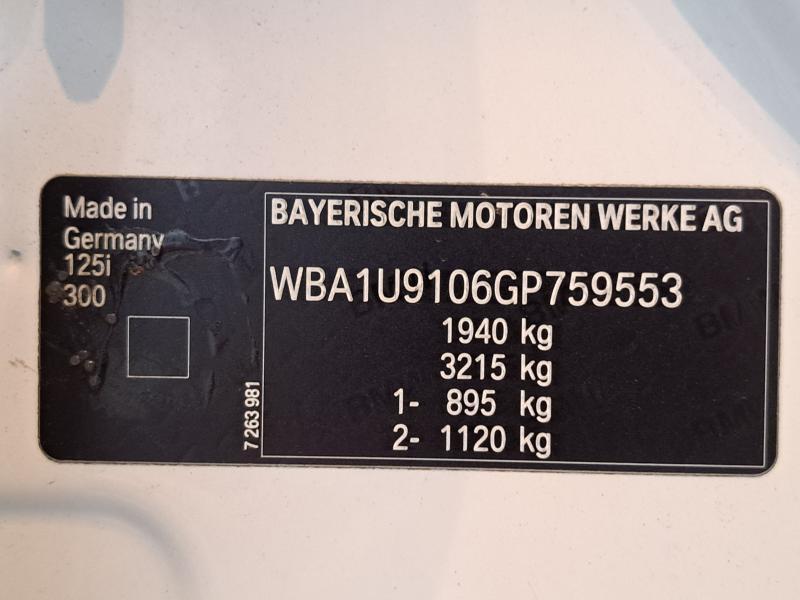 Made in
Germany
125i
300
7 263 981
BAYERISCHE MOTOREN WERKE AG
WBA1U9106GP759553
1940 kg
3215 kg
1- 895 kg
2- 1120 kg